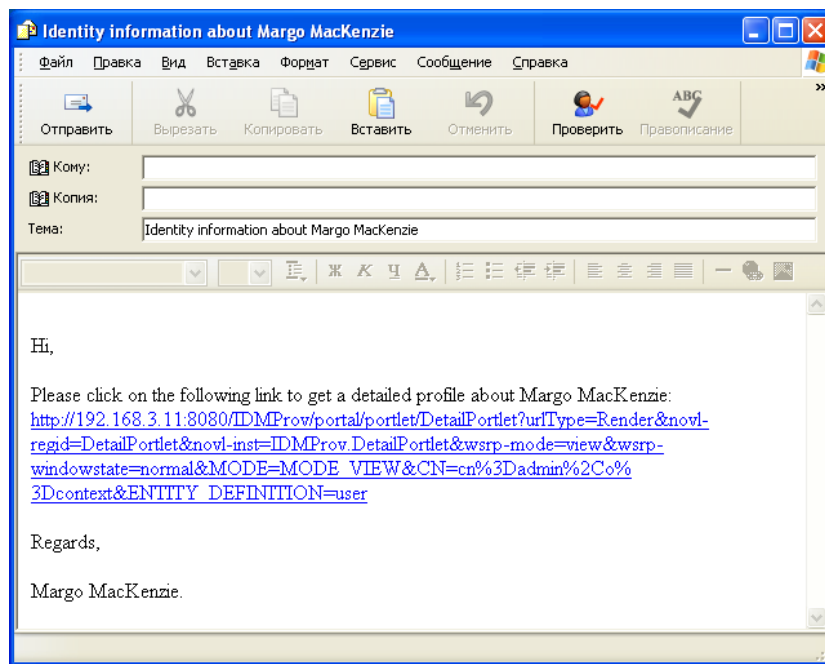 Identity information about Margo MacKenzie
Файл Правка Вид Вставка Формат Сервис Сообщение Справка
»
ABC
Отправить Вырезать Копировать Вставить Отменить Проверить Правописание
Кому:
Копия:
Тема: Identity information about Margo MacKenzie
Ж К Ч А
Hi,
Please click on the following link to get a detailed profile about Margo MacKenzie:
http://192.168.3.11:8080/IDMProv/portal/portlet/DetailPortlet?urlType=Render&novl-
regid=DetailPortlet&novl-inst=IDMProv.DetailPortlet&wsrp-mode=view&wsrp-
windowstate=normal&MODE=MODE_VIEW&CN=cn%3Dadmin%2Co%
3Dcontext&ENTITY_DEFINITION=user
Regards,
Margo MacKenzie.